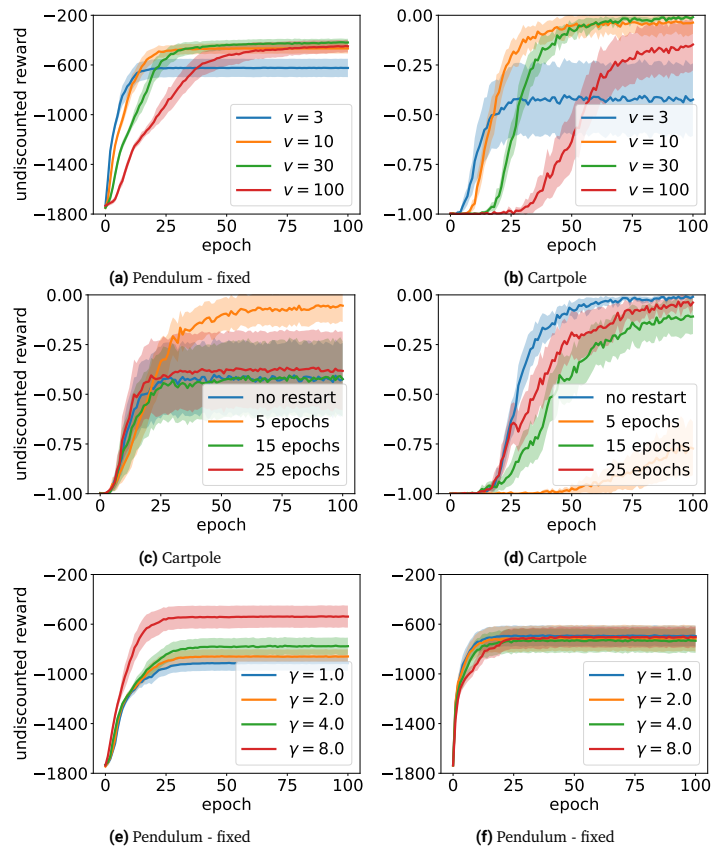 −200
−600
−1000
−1400
−1800
undiscounted reward
v = 3
v = 10
v = 30
v = 100
0 25 50 75 100
epoch
(a) Pendulum - fixed
0.00
−0.25
−0.50
−0.75
−1.00
v = 3
v = 10
v = 30
v = 100
0 25 50 75 100
epoch
(b) Cartpole
0.00
−0.25
−0.50
−0.75
−1.00
undiscounted reward
no restart
5 epochs
15 epochs
25 epochs
0 25 50 75 100
epoch
(c) Cartpole
0.00
−0.25
−0.50
−0.75
−1.00
no restart
5 epochs
15 epochs
25 epochs
0 25 50 75 100
epoch
(d) Cartpole
−200
−600
−1000
−1400
−1800
undiscounted reward
γ = 1.0
γ = 2.0
γ = 4.0
γ = 8.0
0 25 50 75 100
epoch
(e) Pendulum - fixed
−200
−600
−1000
−1400
−1800
γ = 1.0
γ = 2.0
γ = 4.0
γ = 8.0
0 25 50 75 100
epoch
(f) Pendulum - fixed